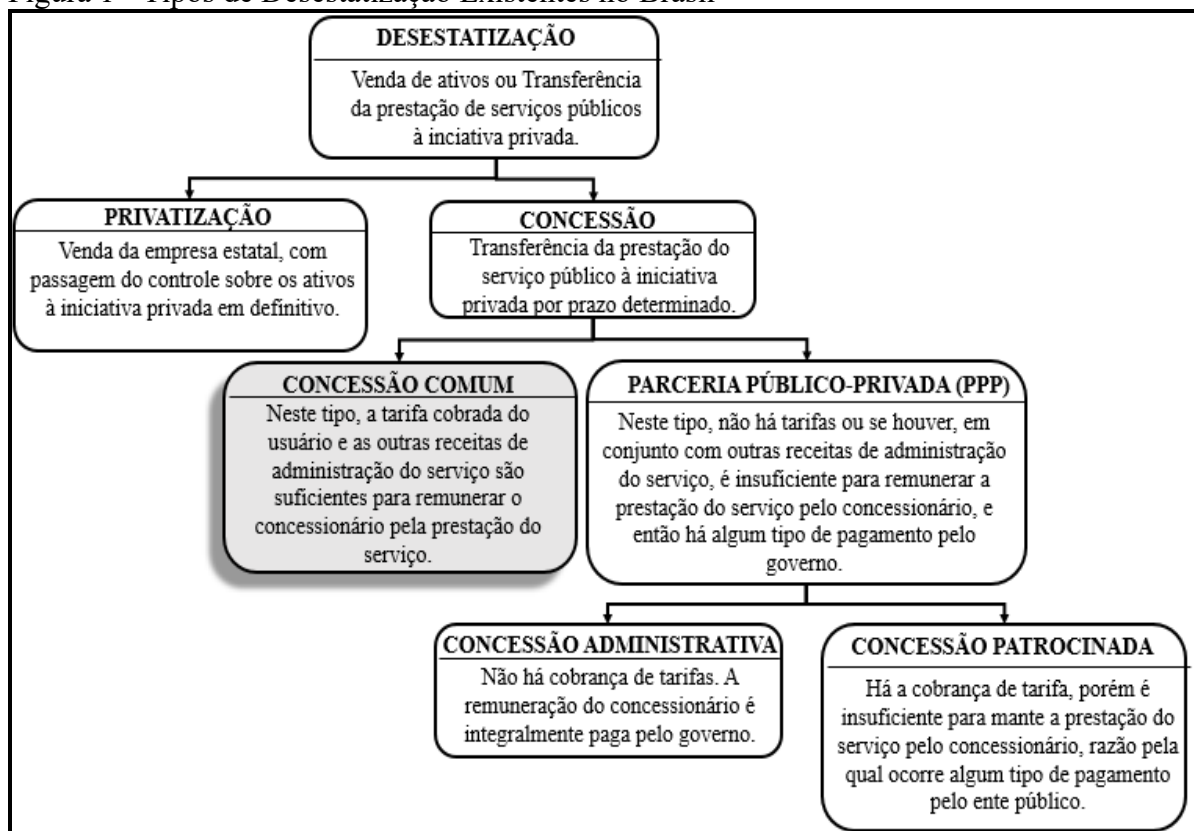 Figura 1 - Tipos de Desestatização Existentes no Brasil
DESESTATIZAÇÃO
Venda de ativos ou Transferência
da prestação de serviços públicos
à inciativa privada.
PRIVATIZAÇÃO
Venda da empresa estatal, com
passagem do controle sobre os ativos
à iniciativa privada em definitivo.
CONCESSÃO
Transferência da prestação do
serviço público à iniciativa
privada por prazo determinado.
CONCESSÃO COMUM
Neste tipo, a tarifa cobrada do
usuário e as outras receitas de
administração do serviço são
suficientes para remunerar o
concessionário pela prestação do
serviço.
PARCERIA PÚBLICO-PRIVADA (PPP)
Neste tipo, não há tarifas ou se houver, em
conjunto com outras receitas de administração
do serviço, é insuficiente para remunerar a
prestação do serviço pelo concessionário, e
então há algum tipo de pagamento pelo
governo.
CONCESSÃO ADMINISTRATIVA
Não há cobrança de tarifas. A
remuneração do concessionário é
integralmente paga pelo governo.
CONCESSÃO PATROCINADA
Há a cobrança de tarifa, porém é
insuficiente para mante a prestação do
serviço pelo concessionário, razão pela
qual ocorre algum tipo de pagamento
pelo ente público.